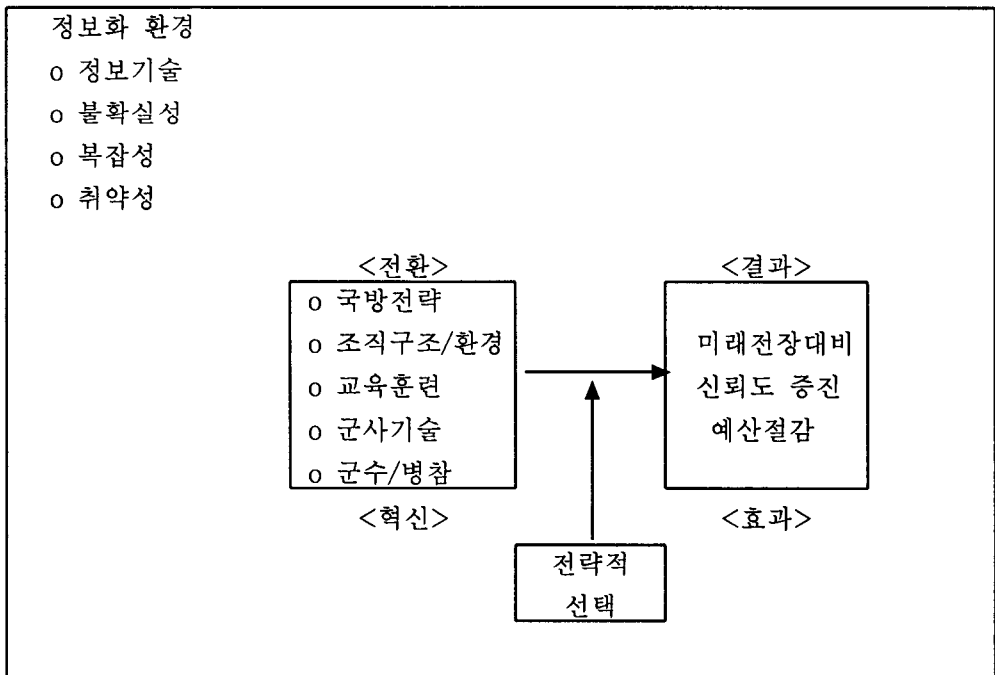 정보화 환경
o 정보기술
o 불확실성
o 복잡성
o 취약성
<전환>
o 국방전략
o 조직구조/환경
o 교육훈련
o 군사기술
o 군수/병참
<혁신>
<결과>
미래전장대비
신뢰도 증진
예산절감
<효과>
전략적
선택